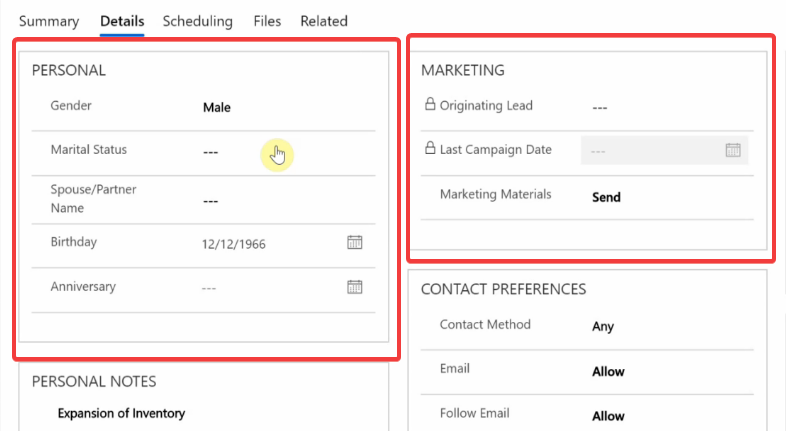 Summary Details Scheduling Files Related
PERSONAL
Gender Male
Marital Status ---
Spouse/Partner
Name ---
Birthday 12/12/1966
Anniversary ---
PERSONAL NOTES
Expansion of Inventory
MARKETING
Originating Lead ---
Last Campaign Date ---
Marketing Materials Send
CONTACT PREFERENCES
Contact Method Any
Email Allow
Follow Email Allow